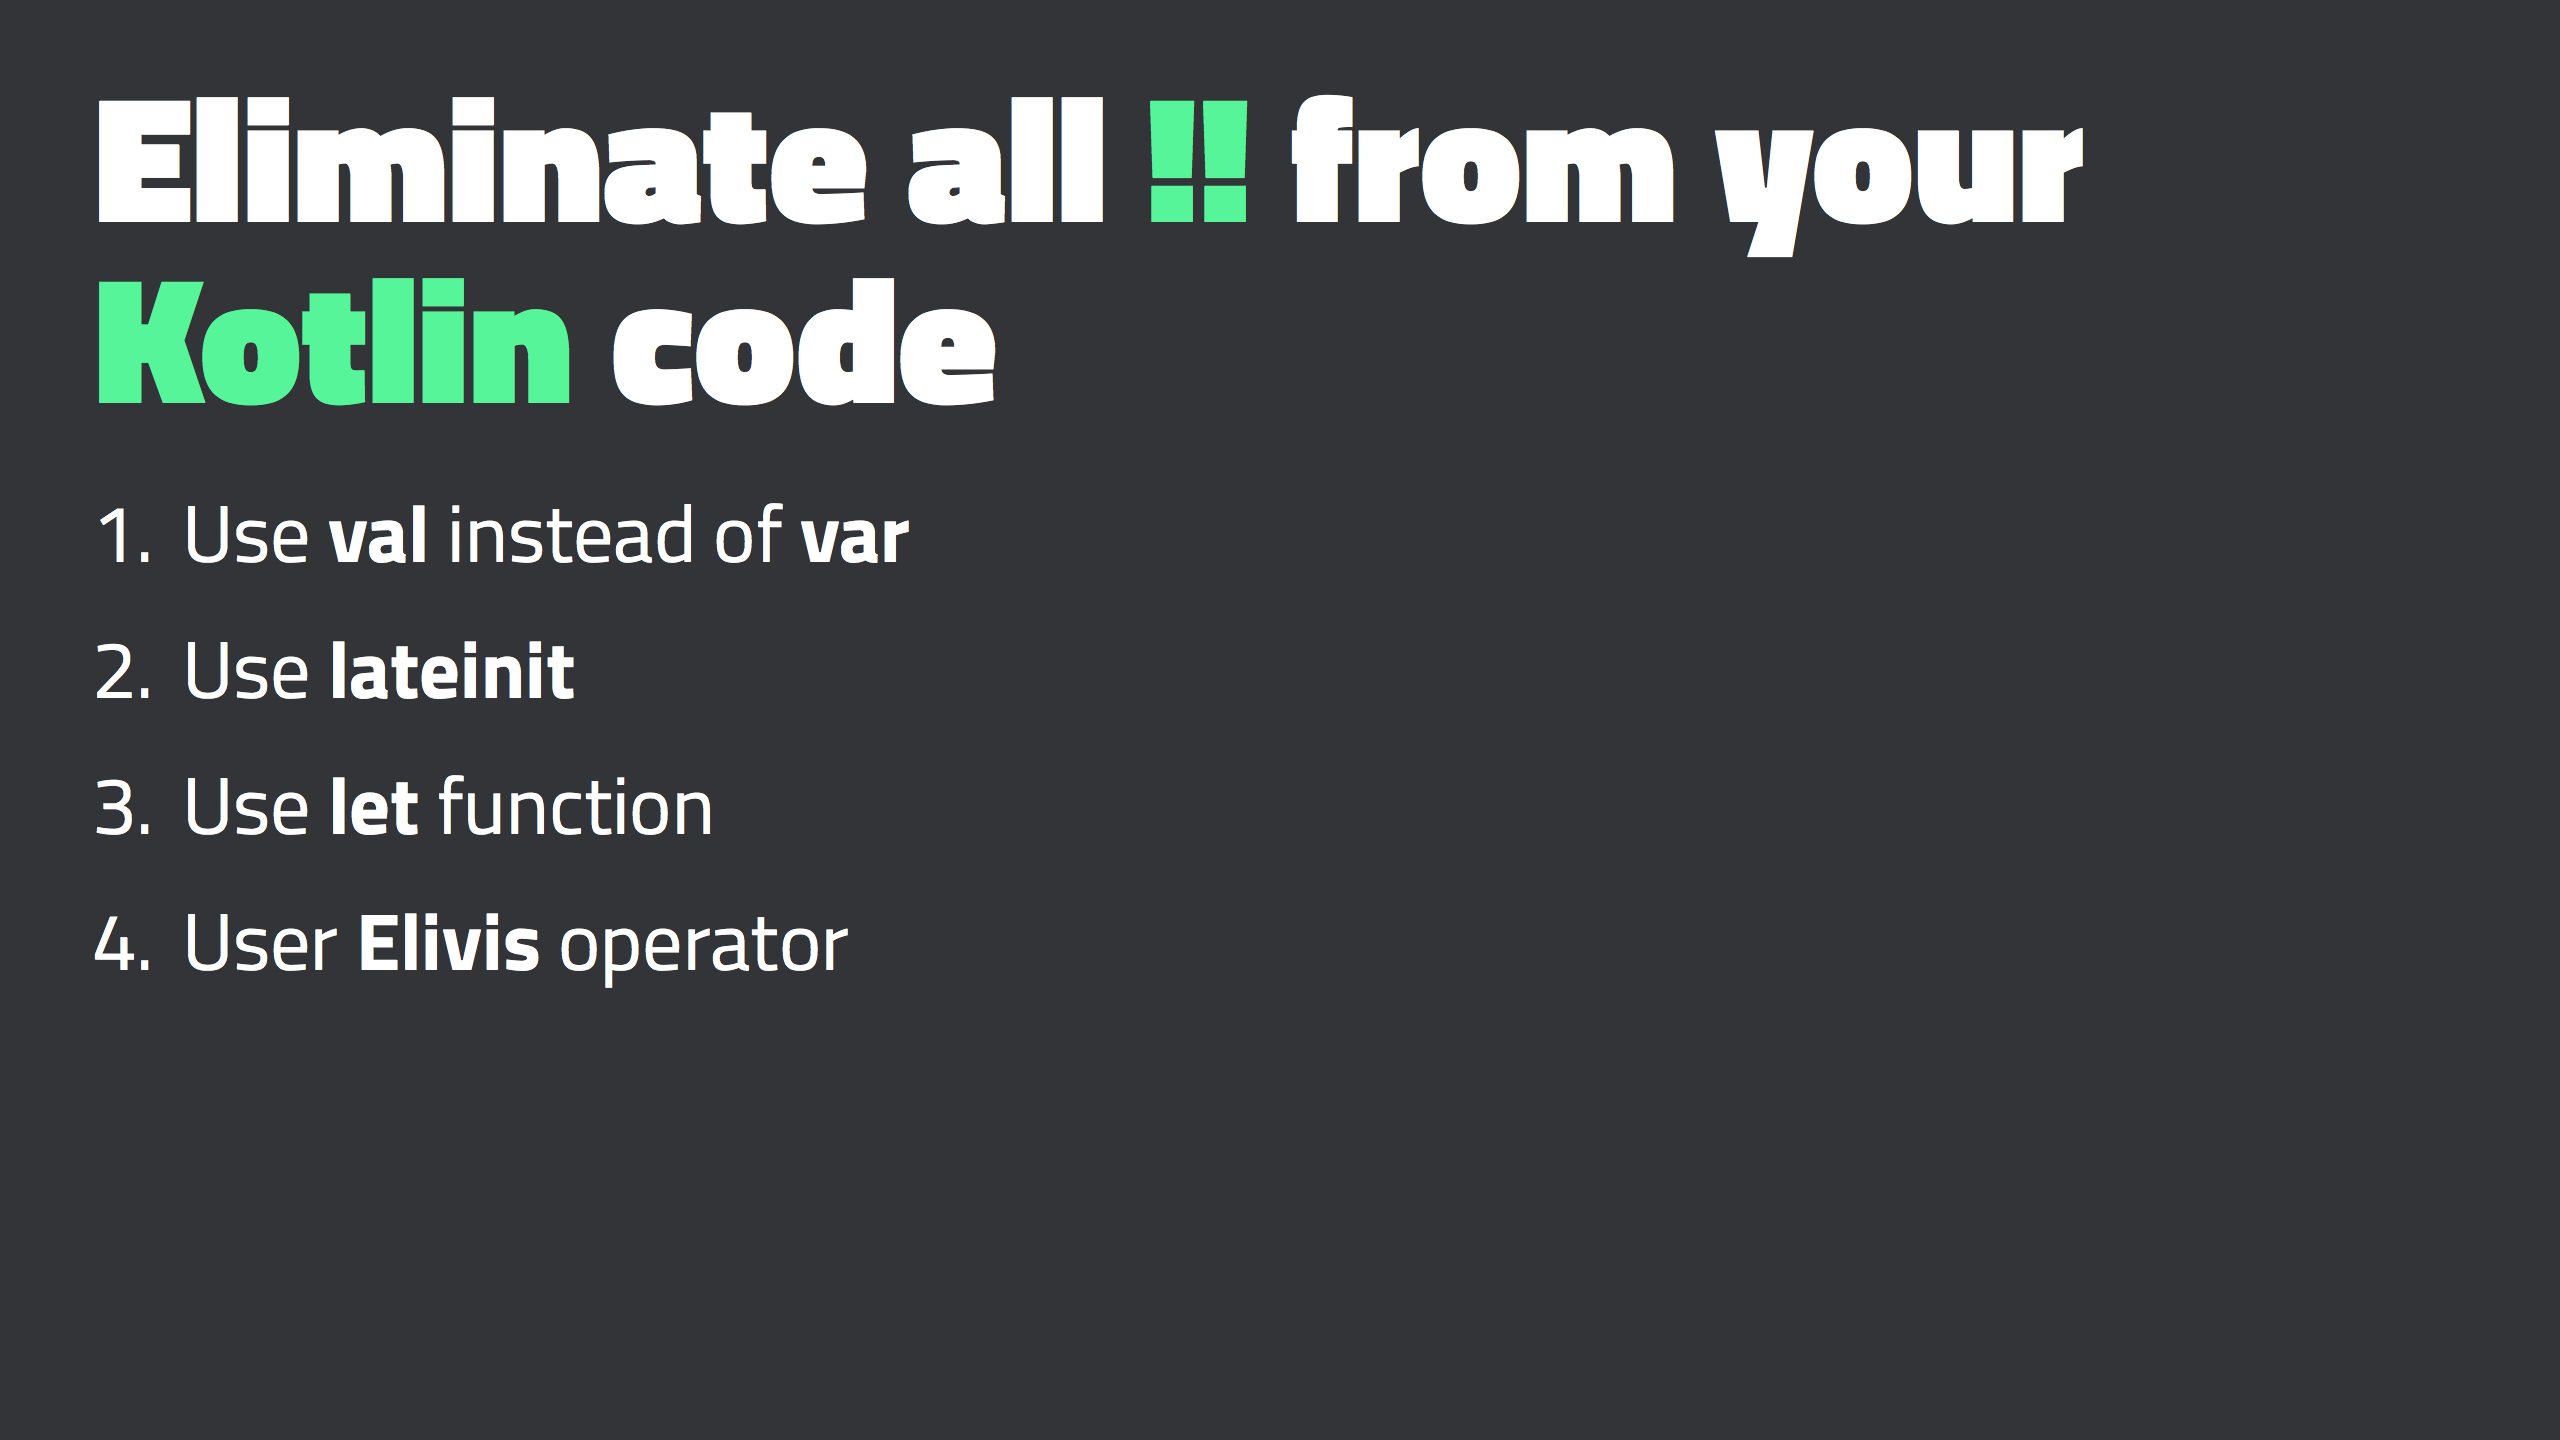 Eliminate all !! from your
Kotlin code
1. Use val instead of var
2. Use lateinit
3. Use let function
4. User Elivis operator